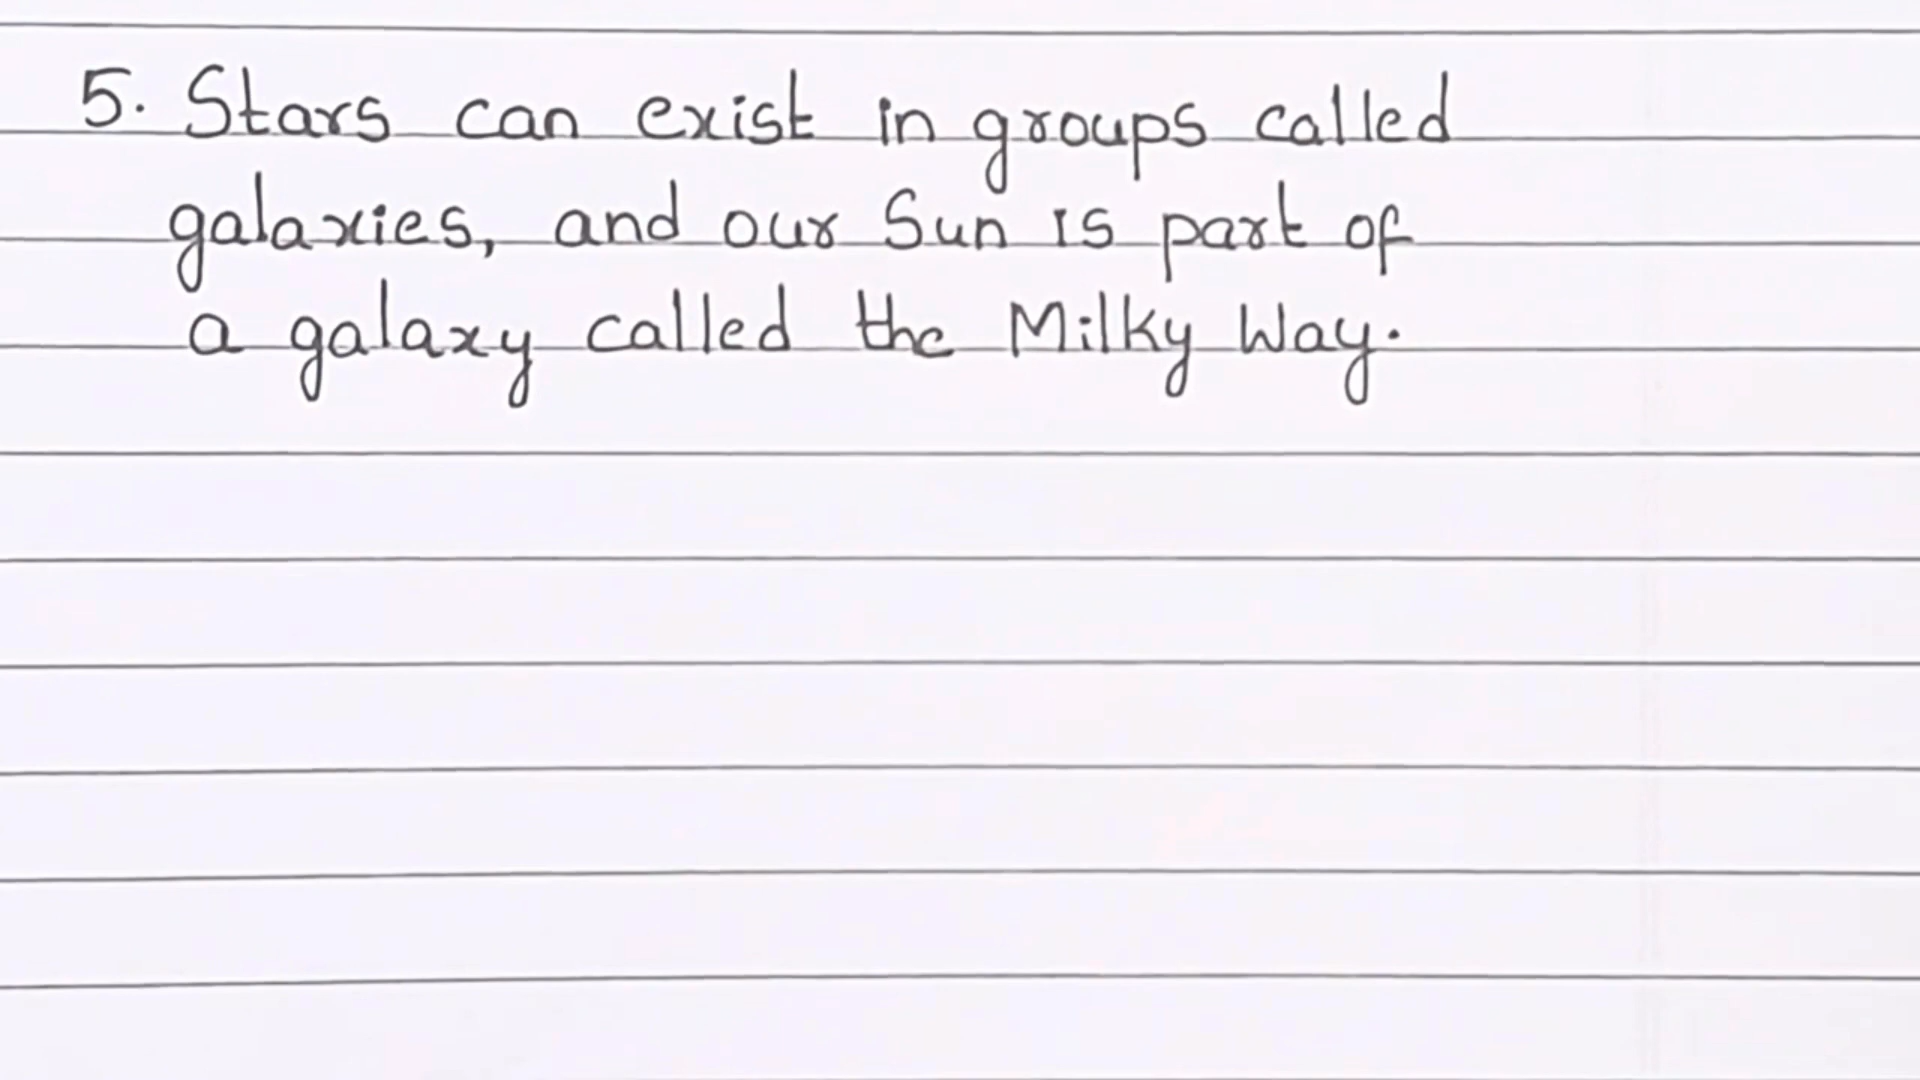 5. Stars can exist in groups called
galaxies, and our Sun is part of
a galaxy called the Milky Way.